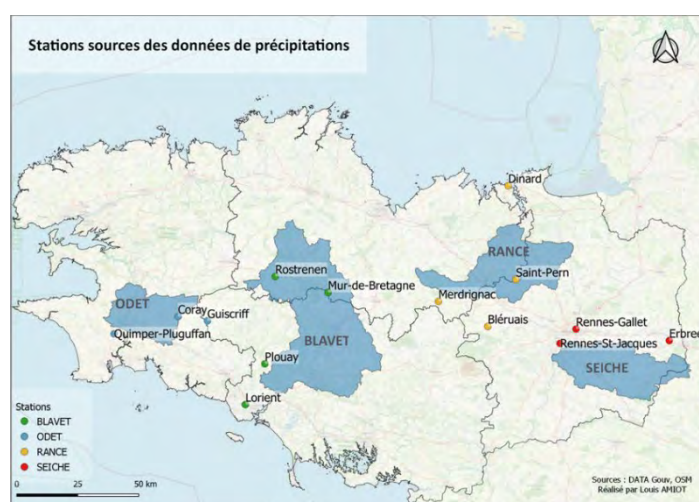 Stations sources des données de précipitations
Dinard
RANCE
Rostrenen
Saint-Pern
Mur-de-Bretagne
Merdrignac
ODET
Coray
Guiscriff
Quimper-Pluguffan
Bléruais
Rennes-Gallet
Erbree
Rennes-St-Jacques
BLAVET
Plouay
SEICHE
Lorient
Stations
BLAVET
ODET
RANCE
SEICHE
0 25 50 km
Sources : DATA Gouv, OSM
Réalisé par Louis AMIOT